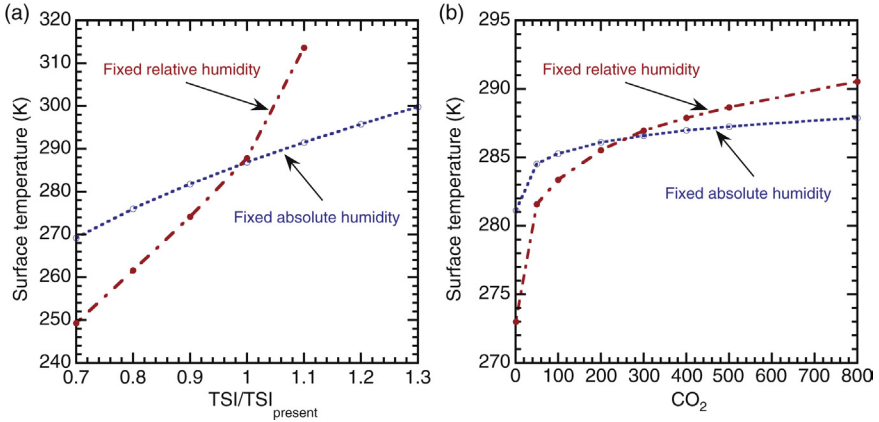 (a)
320
310
300
290
280
270
260
250
240
Surface temperature (K)
Fixed relative humidity
Fixed absolute humidity
0.7 0.8 0.9 1 1.1 1.2 1.3
TSI/TSI present
(b)
295
290
285
280
275
270
Surface temperature (K)
Fixed relative humidity
Fixed absolute humidity
0 100 200 300 400 500 600 700 800
CO2